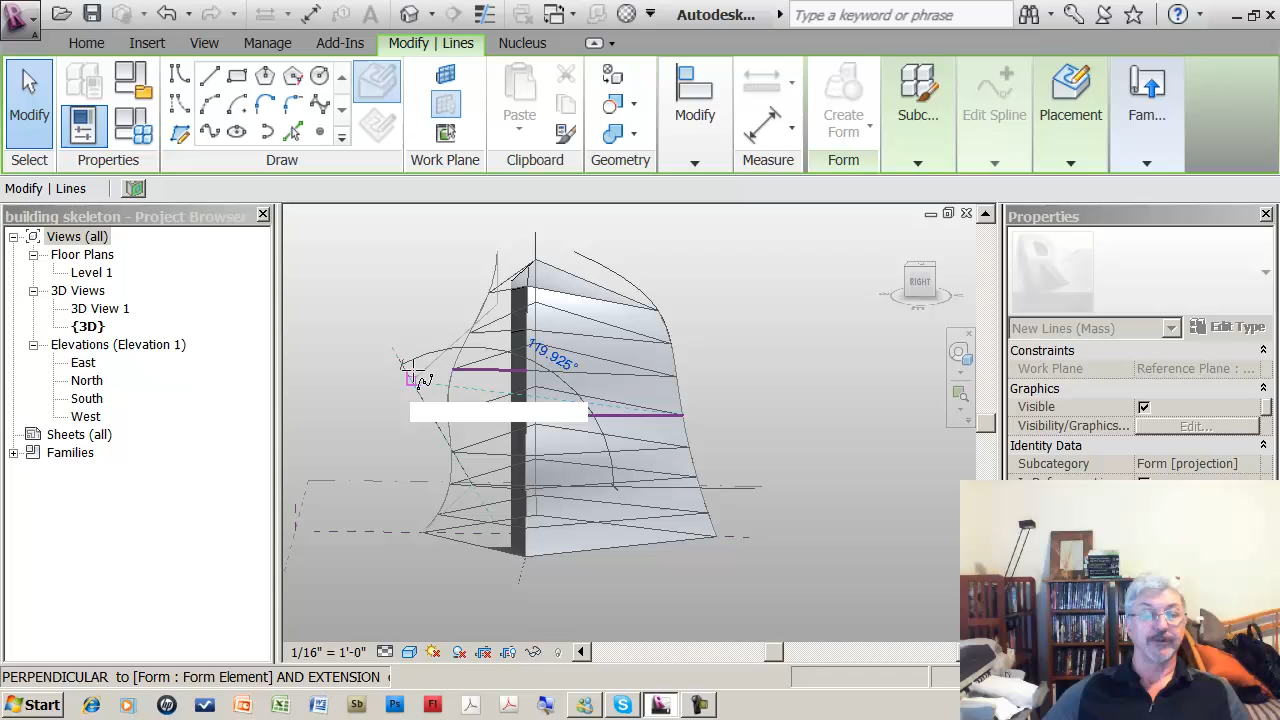 Autodesk...
Type a keyword or phrase
Home
Insert
View
Manage
Add-Ins
Modify | Lines
Nucleus
Modify
Paste
Modify
Create
Form
Subc...
Edit Spline
Placement
Fam...
Select
Properties
Draw
Work Plane
Clipboard
Geometry
Measure
Form
Modify | Lines
building skeleton - Project Browser
Views (all)
Floor Plans
Level 1
3D Views
3D View 1
{3D}
Elevations (Elevation 1)
East
North
South
West
Sheets (all)
Families
RIGHT
119.925°
Properties
New Lines (Mass)
Edit Type
Constraints
Work Plane
Form Element
Graphics
Visible
Visibility/Graphics...
Edit...
Identity Data
Subcategory
Form [projection]
1/16" = 1'-0"
PERPENDICULAR to [Form : Form Element] AND EXTENSION
Start